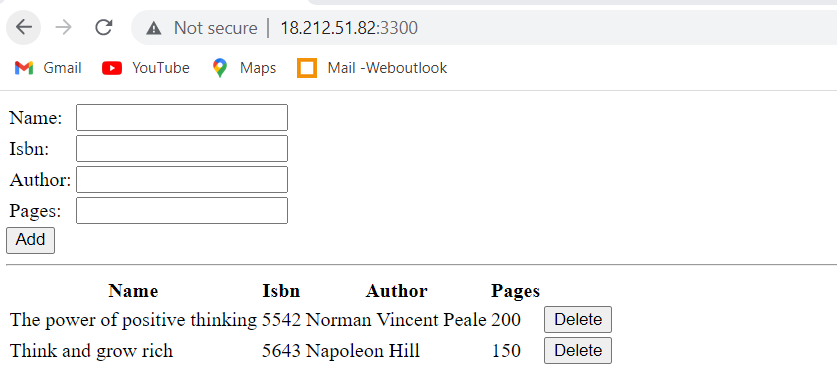 Not secure | 18.212.51.82:3300
Gmail YouTube Maps Mail -Weboutlook
Name:
Isbn:
Author:
Pages:
Add
Name Isbn Author Pages
The power of positive thinking 5542 Norman Vincent Peale 200 Delete
Think and grow rich 5643 Napoleon Hill 150 Delete